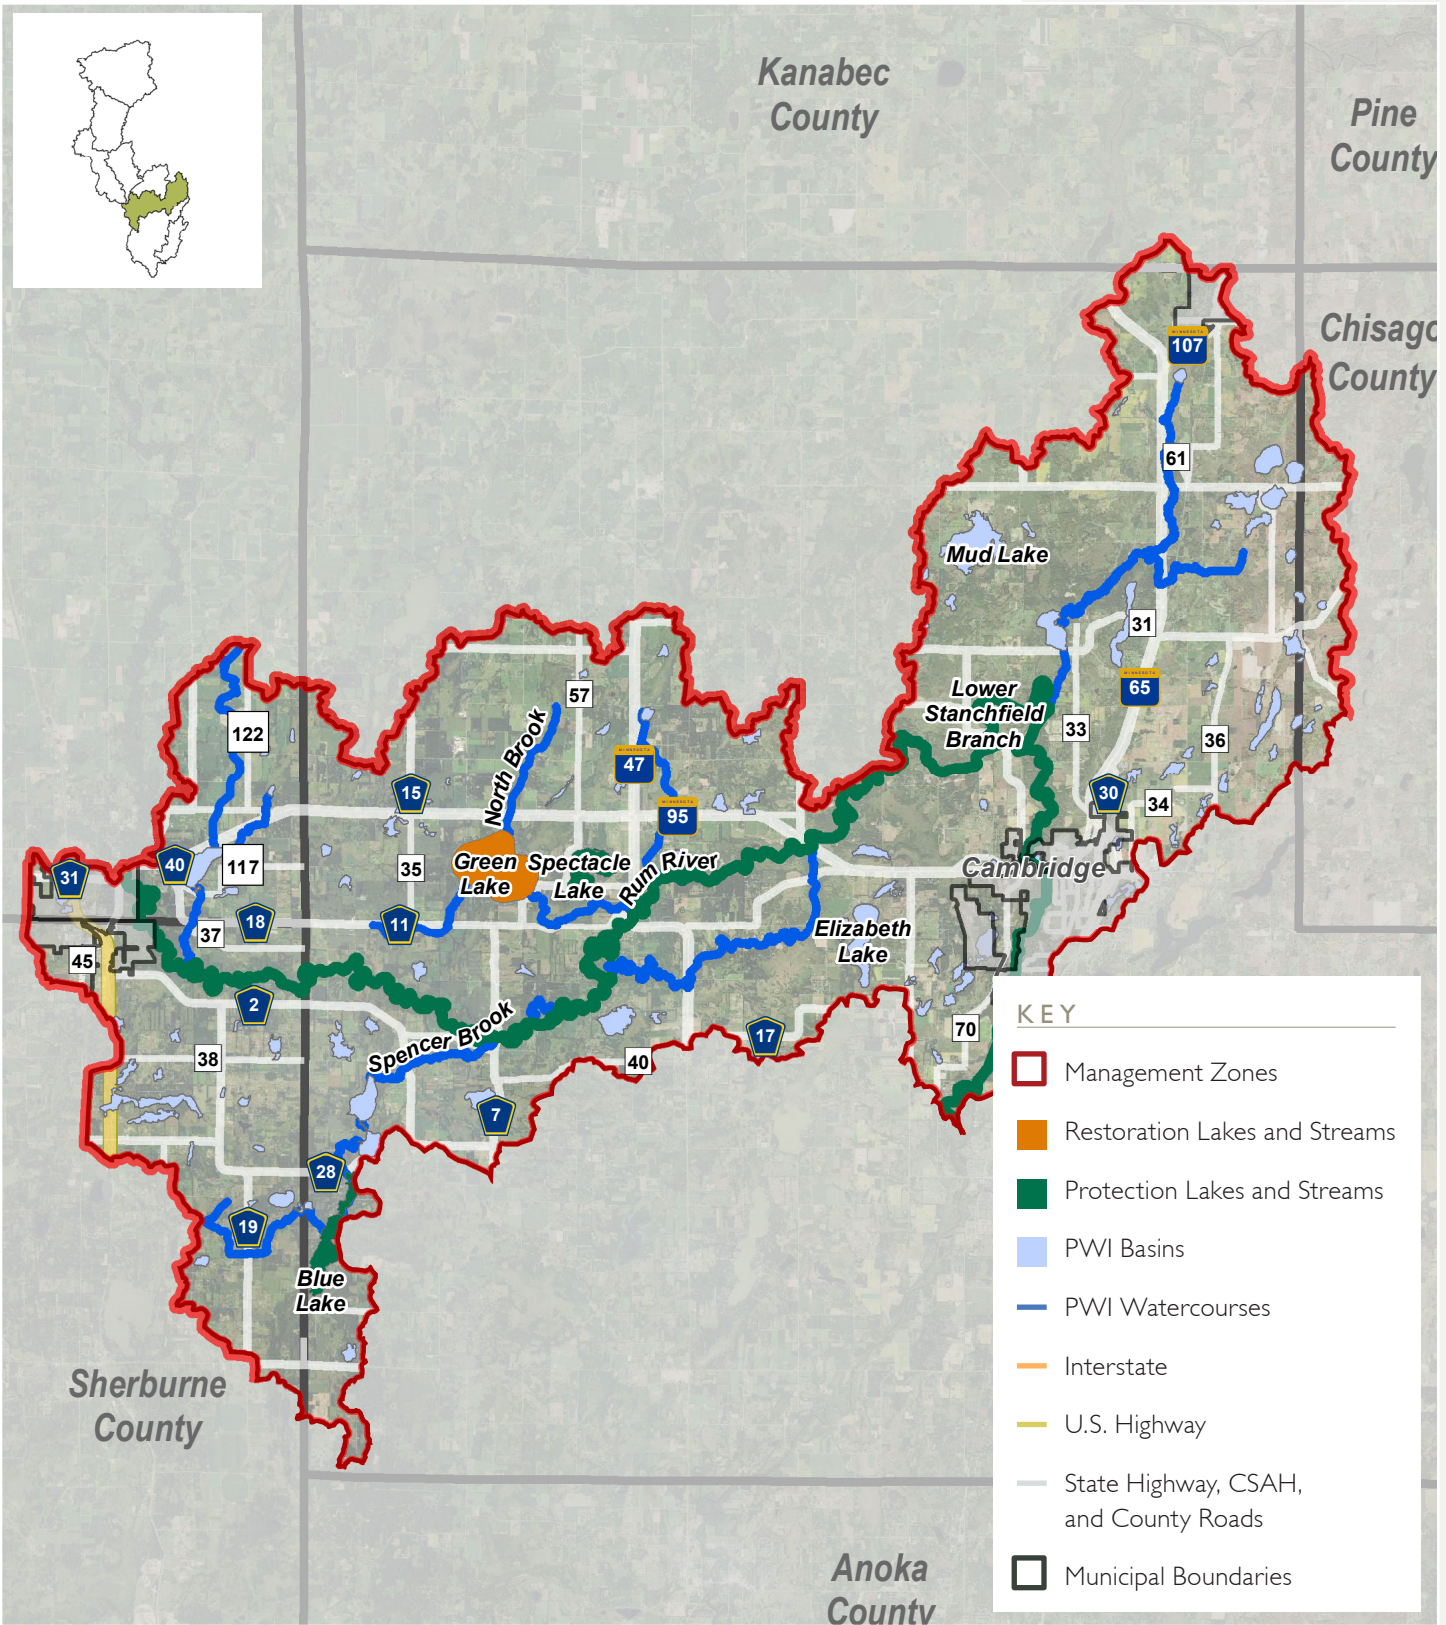 Kanabec
County
Pine
County
Chisago
County
MINNESOTA
107
61
Mud Lake
31
Lower
Stanchfield
Branch
65
33
36
57
122
North Brook
47
15
MINNESOTA
95
30
34
40
117
31
35
Green
Lake
Spectacle
Lake
Rum River
Cambridge
18
37
11
Elizabeth
Lake
45
2
Spencer Brook
38
40
17
70
7
28
19
Blue
Lake
Sherburne
County
Anoka
County
KEY
Management Zones
Restoration Lakes and Streams
Protection Lakes and Streams
PWI Basins
PWI Watercourses
Interstate
U.S. Highway
State Highway, CSAH,
and County Roads
Municipal Boundaries